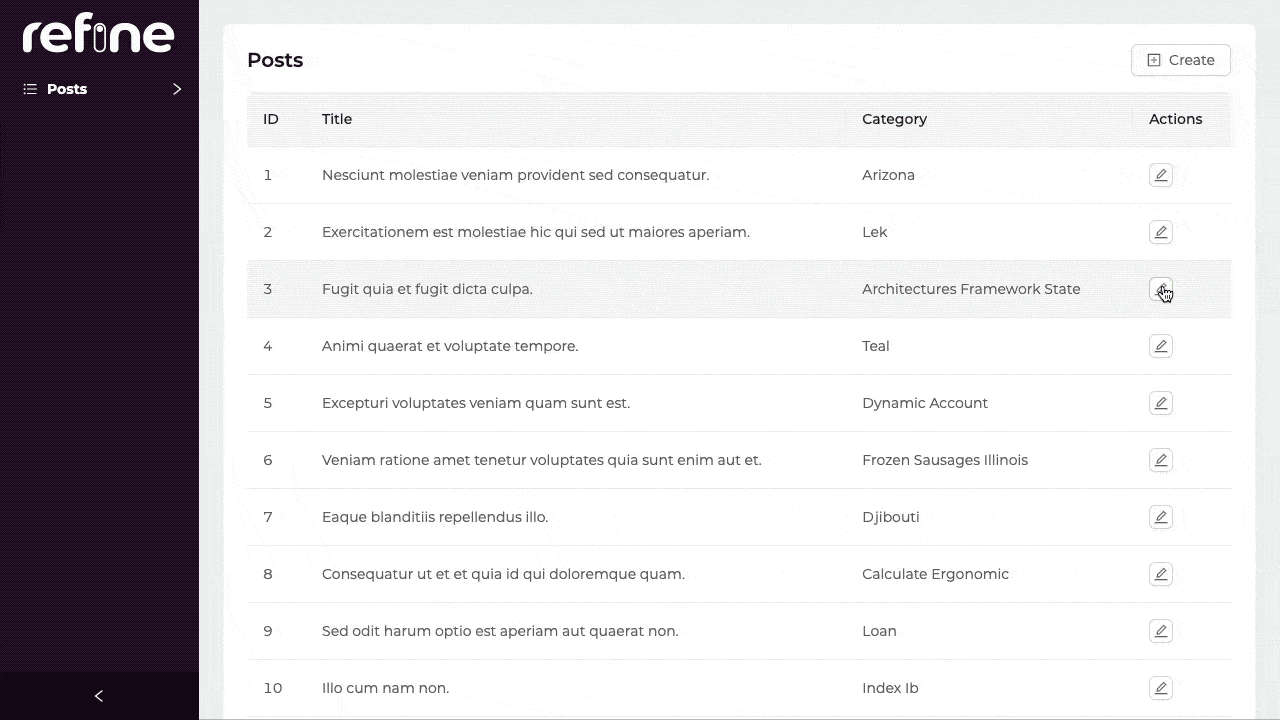 refine
Posts
Posts
Create
ID Title Category Actions
1 Nesciunt molestiae veniam provident sed consequatur. Arizona
2 Exercitationem est molestiae hic qui sed ut maiores aperiam. Lek
3 Fugit quia et fugit dicta culpa. Architectures Framework State
4 Animi quaerat et voluptate tempore. Teal
5 Excepturi voluptates veniam quam sunt est. Dynamic Account
6 Veniam ratione amet tenetur voluptates quia sunt enim aut et. Frozen Sausages Illinois
7 Eaque blanditiis repellendus illo. Djibouti
8 Consequatur ut et et quia id qui doloremque quam. Calculate Ergonomic
9 Sed odit harum optio est aperiam aut quaerat non. Loan
10 Illo cum nam non. Index Ib